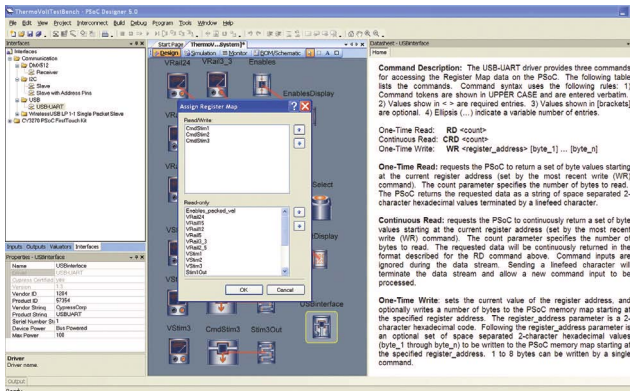 ThermoVoltTestBench - PSoC Designer 5.0
File Edit View Project Interconnect Build Debug Program Tools Window Help
Interfaces
Interfaces
Communication
DMX512
Receiver
I2C
Slave
Slave with Address Pins
USB
USB-UART
WirelessUSB LP 1-1 Single Packet Slave
CY3270 PSoC FirstTouch Kit
Inputs Outputs Valuators Interfaces
Properties - USBinterface
Name USBinterface
Driver USB-UART
Version 1.1
Vendor ID 1204
Product ID 57354
Vendor String CypressCorp
Product String USBUART
Serial Number St 1
Device Power Bus Powered
Max Power 100
Driver
Driver name.
Output
Ready
Start Page ThermoV...System]*
Design Simulation Monitor BOM/Schematic
VRail24 VRail3_3 Enables
EnablesDisplay
Select
Display
USBinterface
VStim3 CmdStim3 Stim3Out
Assign Register Map
Read/Write:
CmdStim1
CmdStim2
CmdStim3
Read-only:
Enables_packed_val
VRail24
VRail15
VRail12
VRail5
VRail3_3
VRail2_5
VStim1
VStim2
VStim3
Stim1Out
OK Cancel
Datasheet - USBinterface
Home
Command Description: The USB-UART driver provides three commands
for accessing the Register Map data on the PSoC. The following table
lists the commands. Command syntax uses the following rules: 1)
Command tokens are shown in UPPER CASE and are entered verbatim.
2) Values show in < > are required entries. 3) Values shown in [brackets]
are optional. 4) Ellipsis (...) indicate a variable number of entries.
One-Time Read: RD <count>
Continuous Read: CRD <count>
One-Time Write: WR <register_address> [byte_1] ... [byte_n]
One-Time Read: requests the PSoC to return a set of byte values starting
at the current register address (set by the most recent write (WR)
command). The count parameter specifies the number of bytes to read.
The PSoC returns the requested data as a string of space separated 2-
character hexadecimal values terminated by a linefeed character.
Continuous Read: requests the PSoC to continuously return a set of byte
values starting at the current register address (set by the most recent
write (WR) command). The count parameter specifies the number of
bytes to read. The requested data will be continuously returned in the
format described for the RD command above. Command inputs are
ignored during the data stream. Sending a linefeed character will
terminate the data stream and allow a new command input to be
processed.
One-Time Write: sets the current value of the register address, and
optionally writes a number of bytes to the PSoC memory map starting at
the specified register address. The register_address parameter is a 2-
character hexadecimal code. Following the register_address parameter is
an optional set of space separated 2-character hexadecimal values
(byte_1 through byte_n) to be written to the PSoC memory map starting at
the specified register_address. 1 to 8 bytes can be written by a single
command.